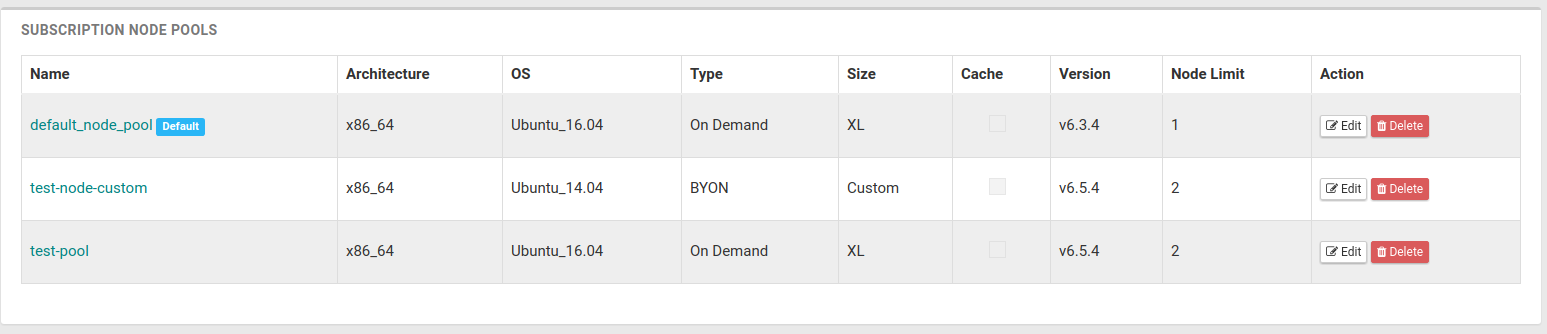 SUBSCRIPTION NODE POOLS
Name Architecture OS Type Size Cache Version Node Limit Action
default_node_pool Default x86_64 Ubuntu_16.04 On Demand XL v6.3.4 1 Edit Delete
test-node-custom x86_64 Ubuntu_14.04 BYON Custom v6.5.4 2 Edit Delete
test-pool x86_64 Ubuntu_16.04 On Demand XL v6.5.4 2 Edit Delete